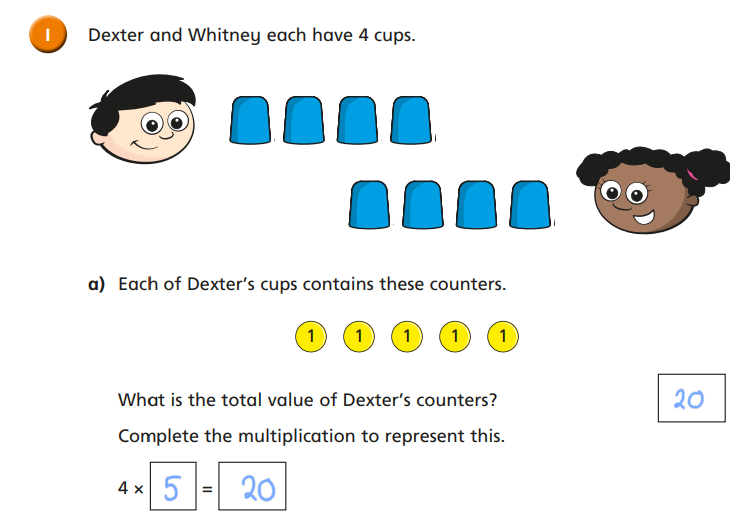 1 Dexter and Whitney each have 4 cups.
a) Each of Dexter's cups contains these counters.
1 1 1 1 1
What is the total value of Dexter's counters? 20
Complete the multiplication to represent this.
4 × 5 = 20